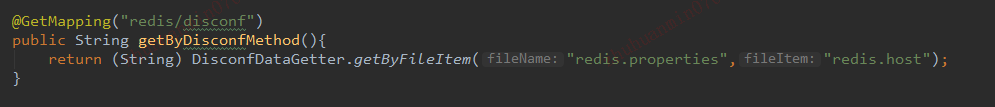 @GetMapping("redis/disconf")
public String getByDisconfMethod(){
    return (String) DisconfDataGetter.getByFileItem( fileName: "redis.properties", fileItem: "redis.host");
}